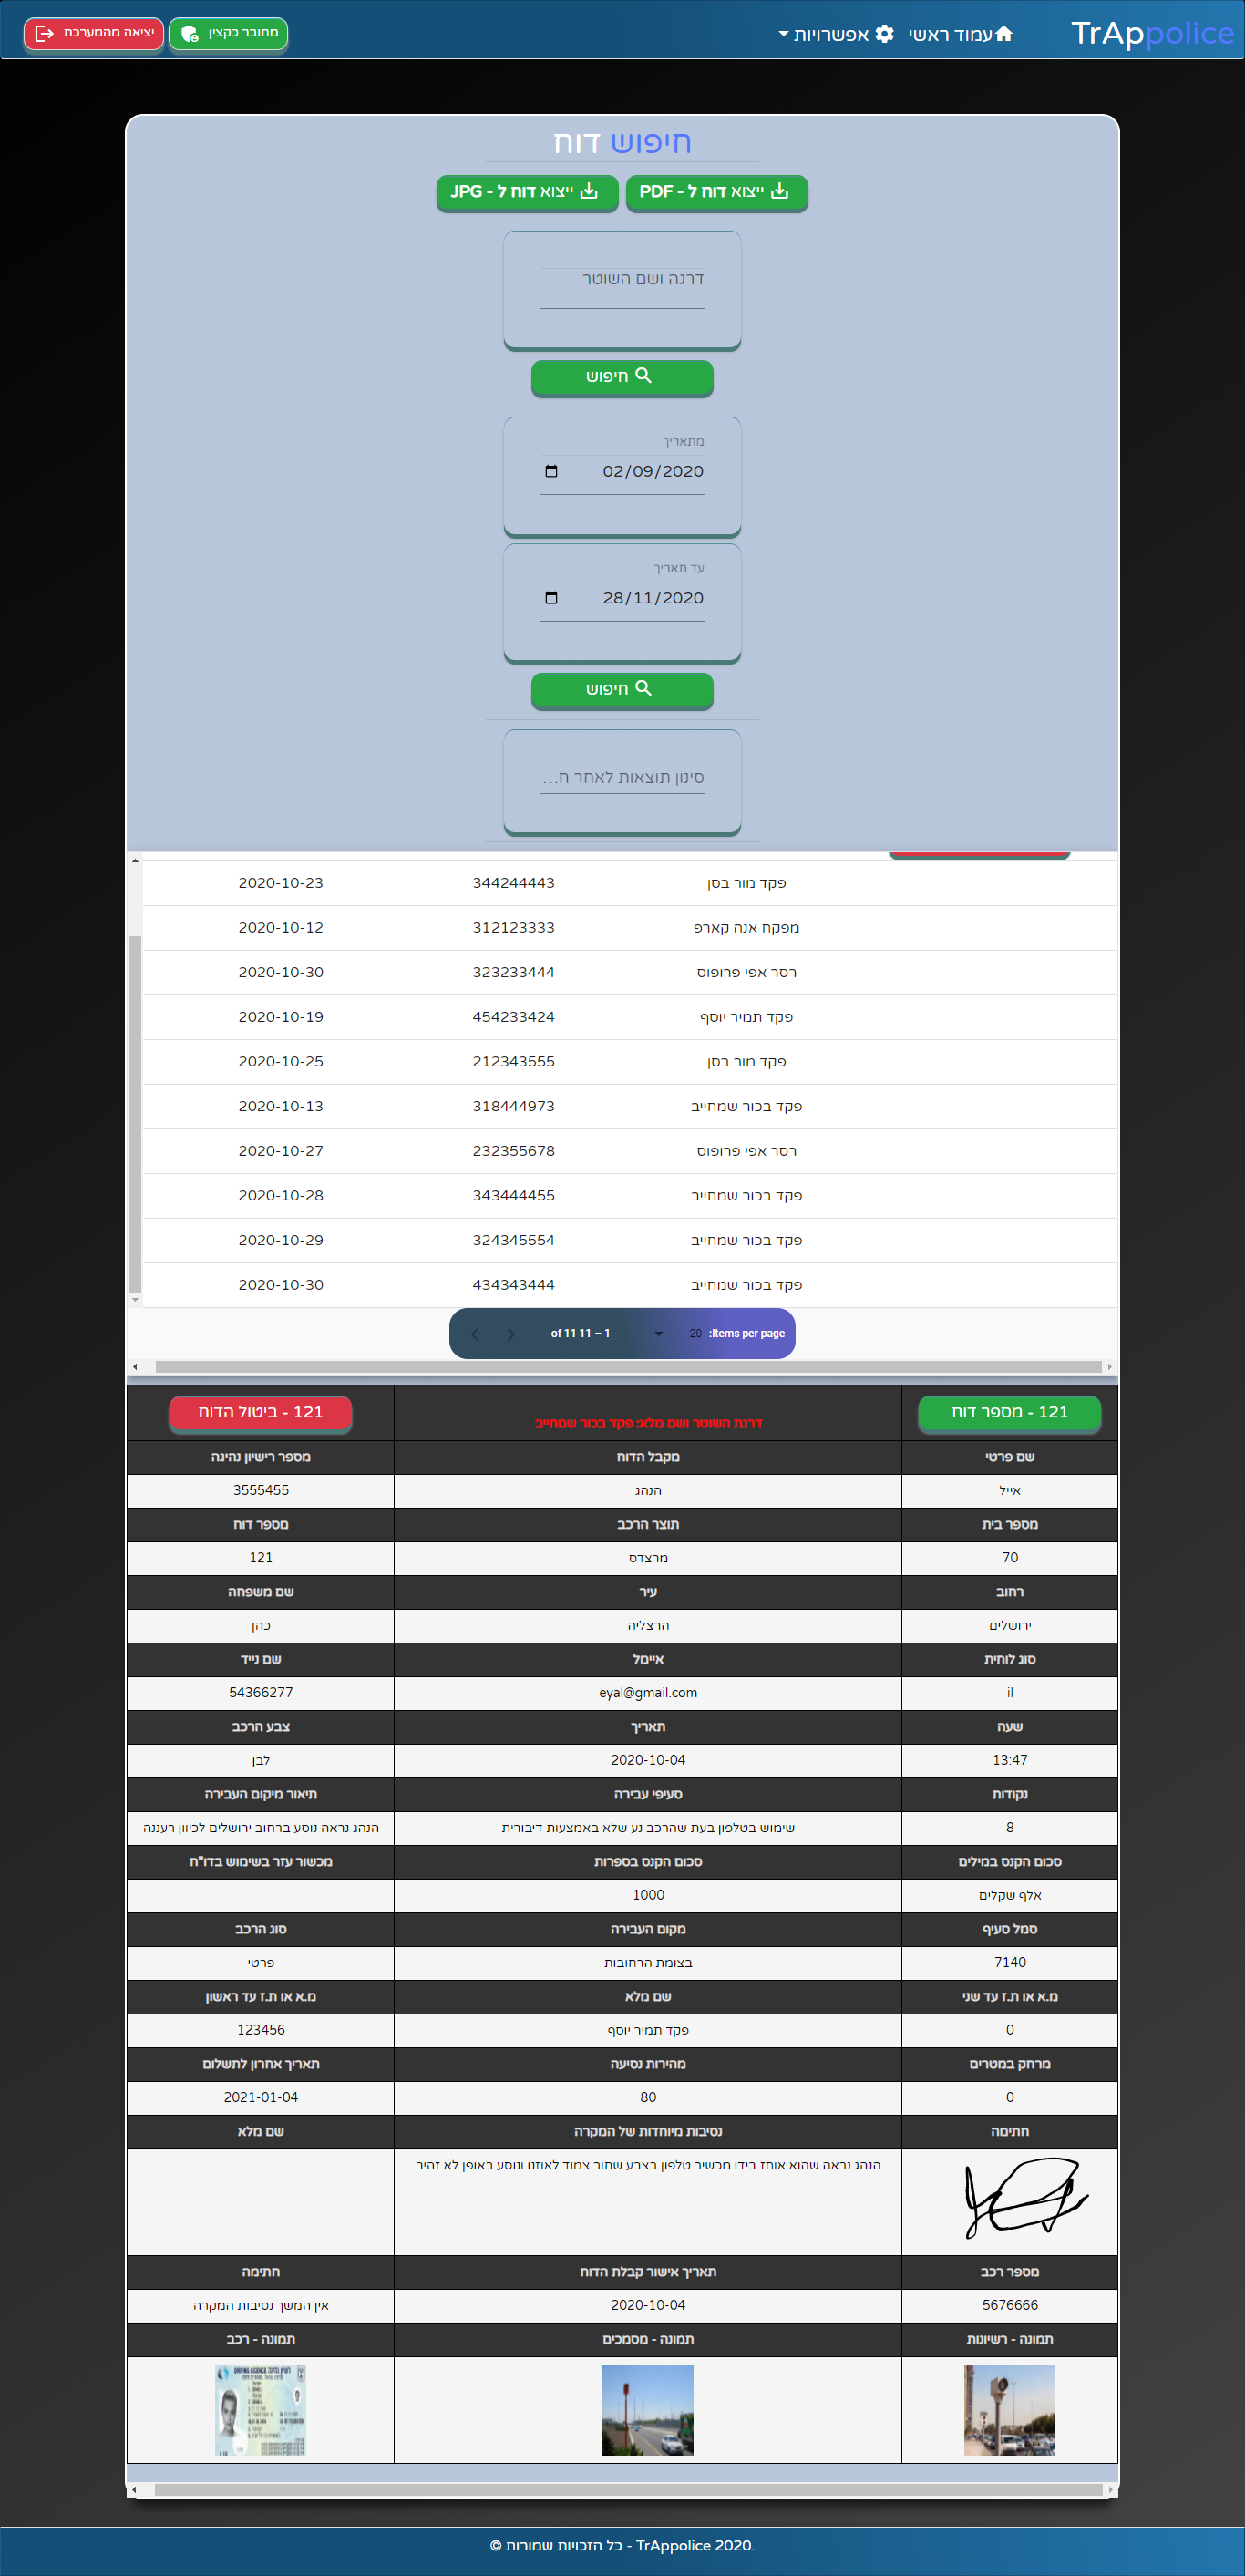 TrAppolice
עמוד ראשי
אפשרויות
מחובר כקצין
יציאה מהמערכת
חיפוש דוח
ייצוא דוח ל - PDF
ייצוא דוח ל - JPG
דרגה ושם השוטר
חיפוש
מתאריך
02/09/2020
עד תאריך
28/11/2020
חיפוש
סינון תוצאות לאחר ח...
פקד מור בסן 344244443 2020-10-23
מפקח אנה קארפ 312123333 2020-10-12
רסר אפי פרופוס 323233444 2020-10-30
פקד תמיר יוסף 454233424 2020-10-19
פקד מור בסן 212343555 2020-10-25
פקד בכור שמחייב 318444973 2020-10-13
רסר אפי פרופוס 232355678 2020-10-27
פקד בכור שמחייב 343444455 2020-10-28
פקד בכור שמחייב 324345554 2020-10-29
פקד בכור שמחייב 434343444 2020-10-30
:Items per page 20 of 11 11 – 1
121 - מספר דוח דרגת השוטר ושם מלא: פקד בכור שמחייב 121 - ביטול הדוח
שם פרטי מקבל הדוח מספר רישיון נהיגה
אייל הנהג 3555455
מספר בית תוצר הרכב מספר דוח
70 מרצדס 121
רחוב עיר שם משפחה
ירושלים הרצליה כהן
סוג לוחית אימייל שם נייד
il eyal@gmail.com 54366277
שעה תאריך צבע הרכב
13:47 2020-10-04 לבן
נקודות סעיפי עבירה תיאור מיקום העבירה
8 שימוש בטלפון בעת שהרכב נע שלא באמצעות דיבורית הנהג נראה נוסע ברחוב ירושלים לכיוון רעננה
סכום הקנס במילים סכום הקנס בספרות מכשור עזר בשימוש בדו"ח
אלף שקלים 1000
סמל סעיף מקום העבירה סוג הרכב
7140 בצומת הרחובות פרטי
מ.א או ת.ז עד שני שם מלא מ.א או ת.ז עד ראשון
0 פקד תמיר יוסף 123456
מרחק במטרים מהירות נסיעה תאריך אחרון לתשלום
0 80 2021-01-04
חתימה נסיבות מיוחדות של המקרה שם מלא
הנהג נראה שהוא אוחז בידו מכשיר טלפון בצבע שחור צמוד לאוזנו ונוסע באופן לא זהיר
מספר רכב תאריך אישור קבלת הדוח חתימה
5676666 2020-10-04 אין המשך נסיבות המקרה
תמונה - רשיונות תמונה - מסמכים תמונה - רכב
DRIVING LICENCE
© כל הזכויות שמורות - TrAppolice 2020.